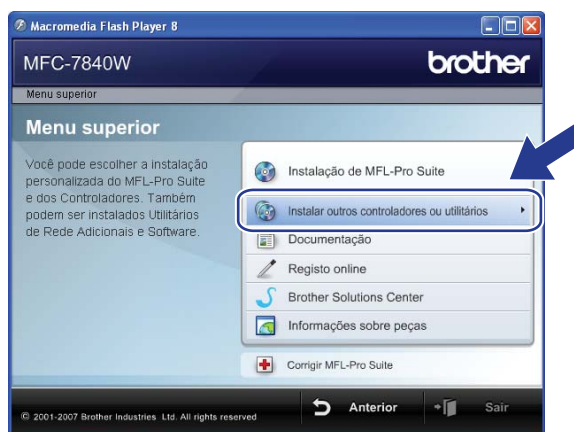 Macromedia Flash Player 8
MFC-7840W
brother
Menu superior
Menu superior
Você pode escolher a instalação
personalizada do MFL-Pro Suite
e dos Controladores. Também
podem ser instalados Utilitários
de Rede Adicionais e Software.
Instalação de MFL-Pro Suite
Instalar outros controladores ou utilitários
Documentação
Registo online
Brother Solutions Center
Informações sobre peças
Corrigir MFL-Pro Suite
© 2001-2007 Brother Industries Ltd. All rights reserved
Anterior
Sair